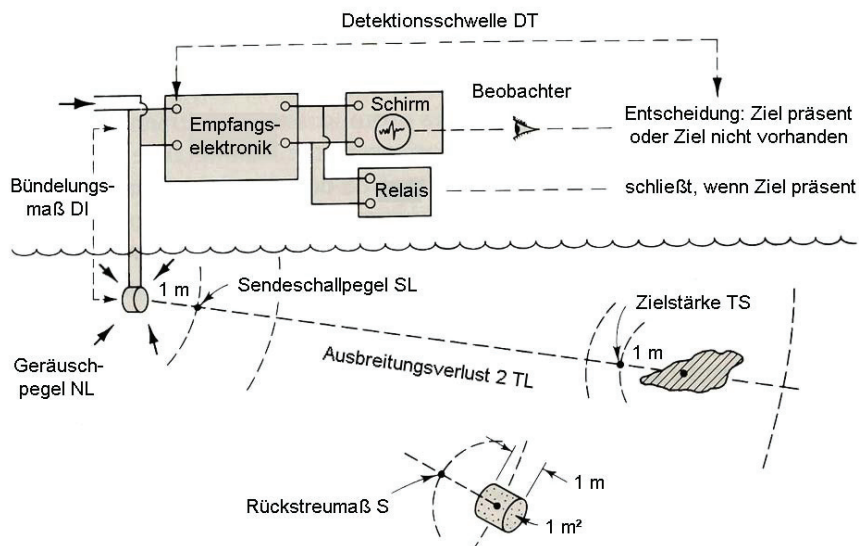 Detektionsschwelle DT
Schirm
Beobachter
Empfangs-
elektronik
Entscheidung: Ziel präsent
oder Ziel nicht vorhanden
Bündelungs-
maß DI
Relais
schließt, wenn Ziel präsent
1 m
Sendeschallpegel SL
Zielstärke TS
1 m
Geräusch-
pegel NL
Ausbreitungsverlust 2 TL
Rückstreumaß S
1 m
1 m²